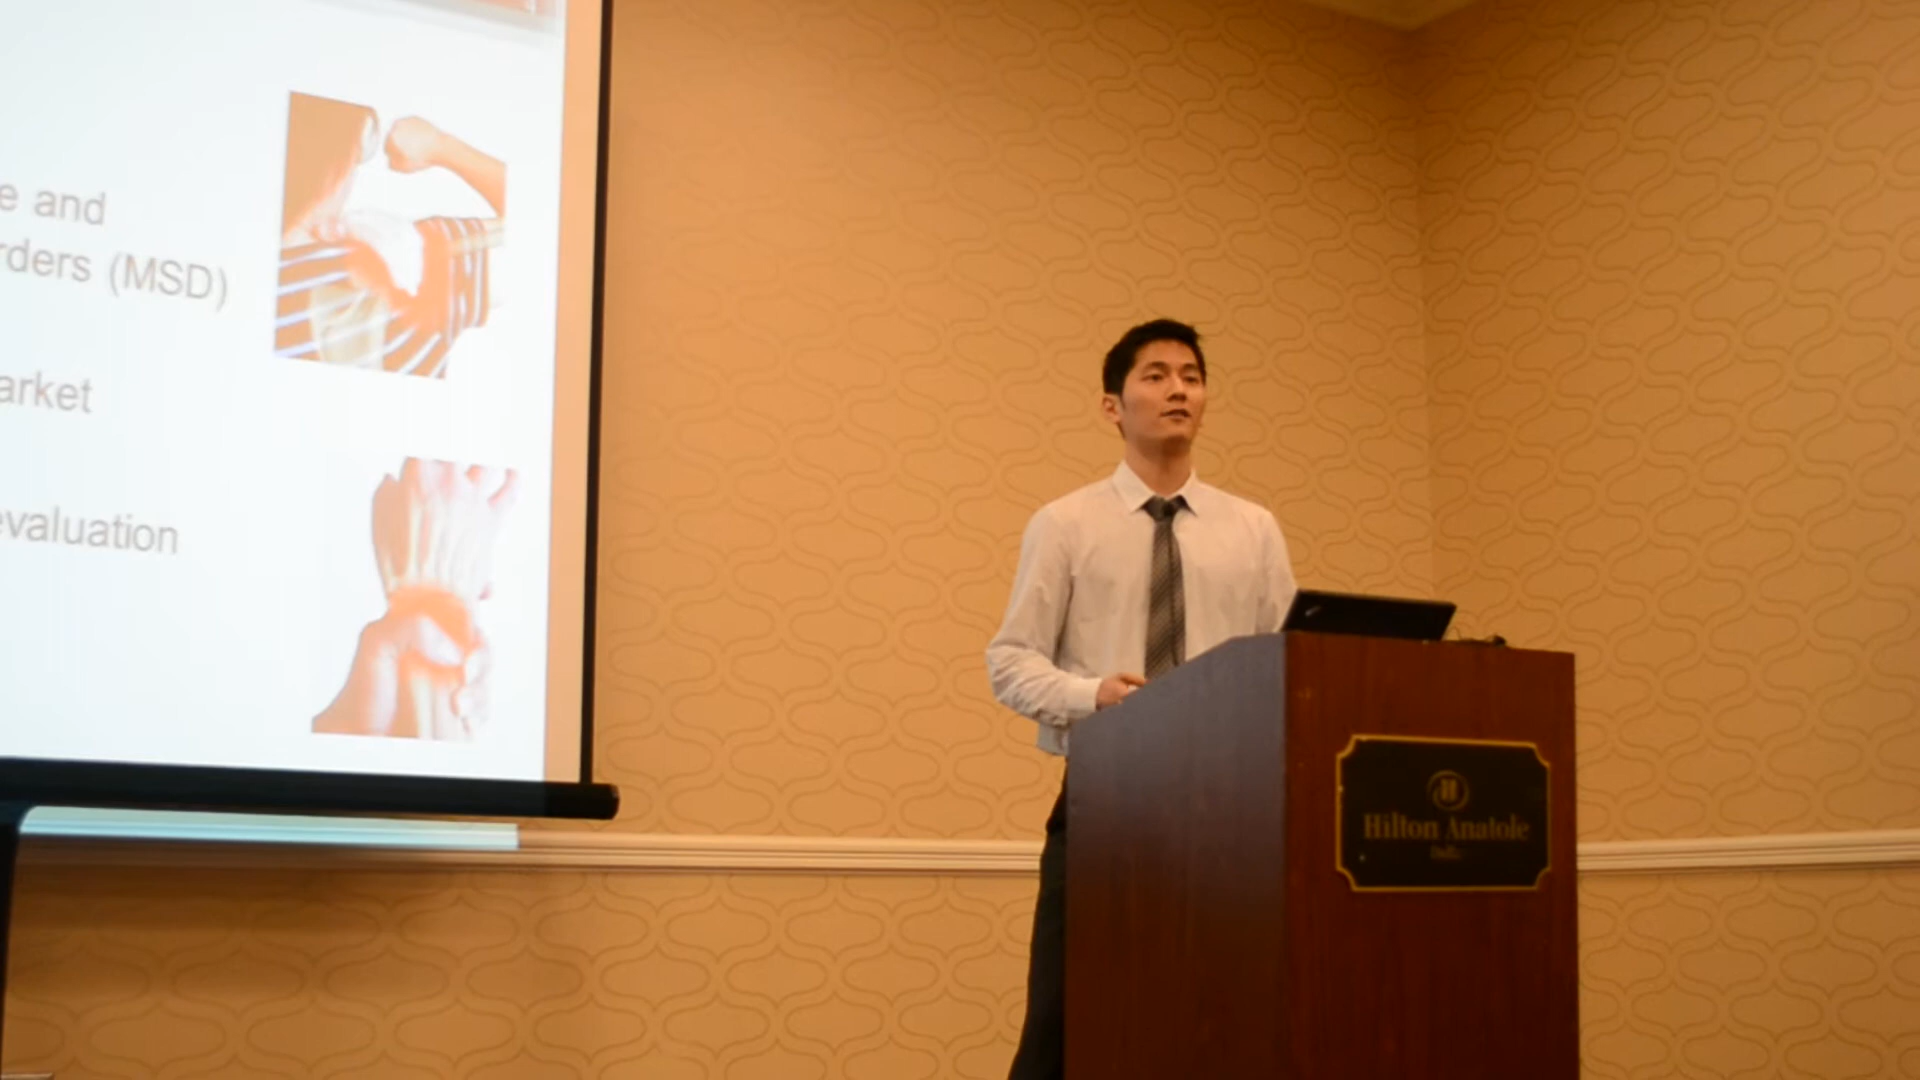 e and
rders (MSD)
arket
evaluation
Hilton Anatole